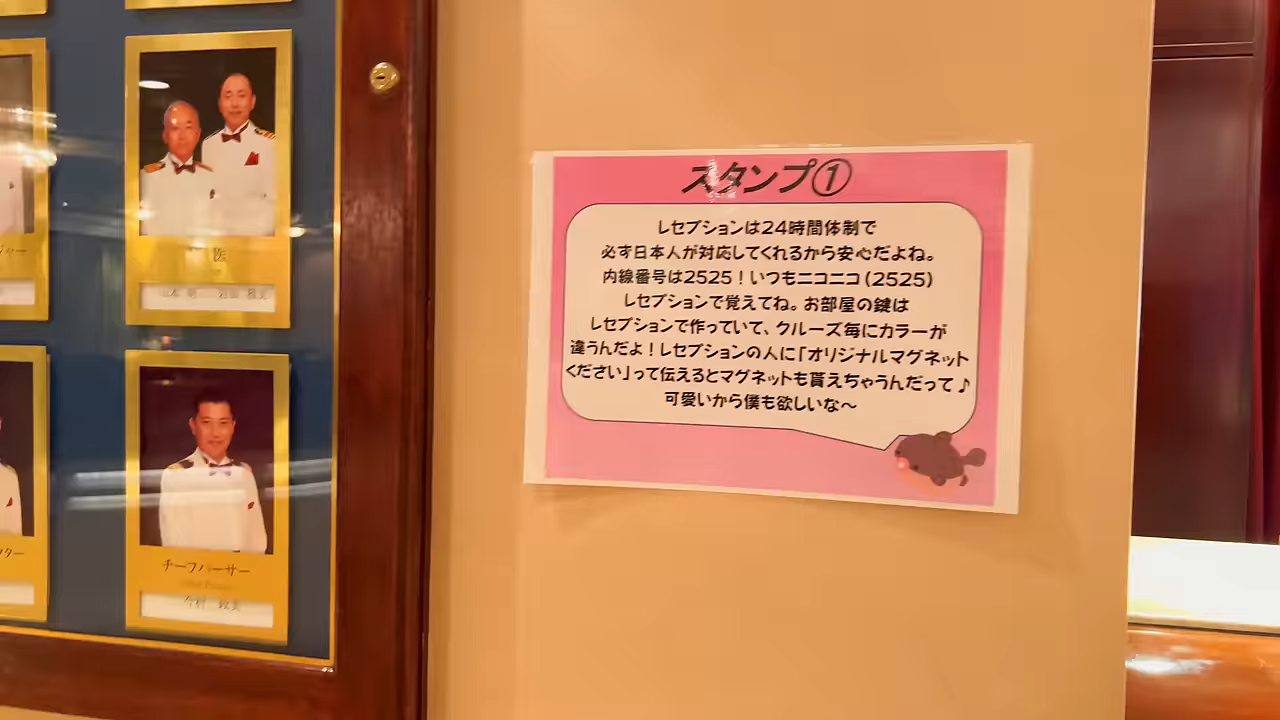 ジャー
医
チーフパーサー
スタンプ①
レセプションは24時間体制で
必ず日本人が対応してくれるから安心だよね。
内線番号は2525！いつもニコニコ(2525)
レセプションで覚えてね。お部屋の鍵は
レセプションで作っていて、クルーズ毎にカラーが
違うんだよ！レセプションの人に「オリジナルマグネット
ください」って伝えるとマグネットも貰えちゃうんだって♪
可愛いから僕も欲しいな～